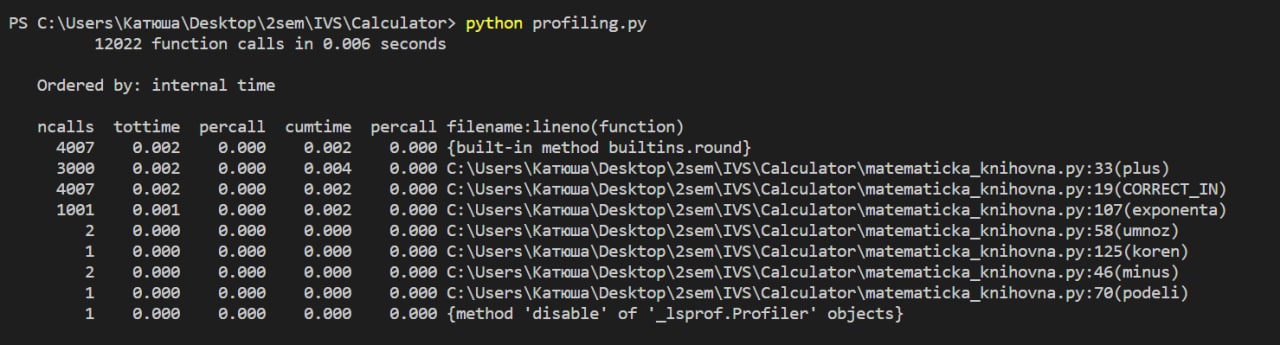 PS C:\Users\Катюша\Desktop\2sem\IVS\Calculator> python profiling.py
12022 function calls in 0.006 seconds
Ordered by: internal time
ncalls tottime percall cumtime percall filename:lineno(function)
4007 0.002 0.000 0.002 0.000 {built-in method builtins.round}
3000 0.002 0.000 0.004 0.000 C:\Users\Катюша\Desktop\2sem\IVS\Calculator\matematicka_knihovna.py:33(plus)
4007 0.002 0.000 0.002 0.000 C:\Users\Катюша\Desktop\2sem\IVS\Calculator\matematicka_knihovna.py:19(CORRECT_IN)
1001 0.001 0.000 0.002 0.000 C:\Users\Катюша\Desktop\2sem\IVS\Calculator\matematicka_knihovna.py:107(exponenta)
2 0.000 0.000 0.000 0.000 C:\Users\Катюша\Desktop\2sem\IVS\Calculator\matematicka_knihovna.py:58(umnoz)
1 0.000 0.000 0.000 0.000 C:\Users\Катюша\Desktop\2sem\IVS\Calculator\matematicka_knihovna.py:125(koren)
2 0.000 0.000 0.000 0.000 C:\Users\Катюша\Desktop\2sem\IVS\Calculator\matematicka_knihovna.py:46(minus)
1 0.000 0.000 0.000 0.000 C:\Users\Катюша\Desktop\2sem\IVS\Calculator\matematicka_knihovna.py:70(podeli)
1 0.000 0.000 0.000 0.000 {method 'disable' of '_lsprof.Profiler' objects}